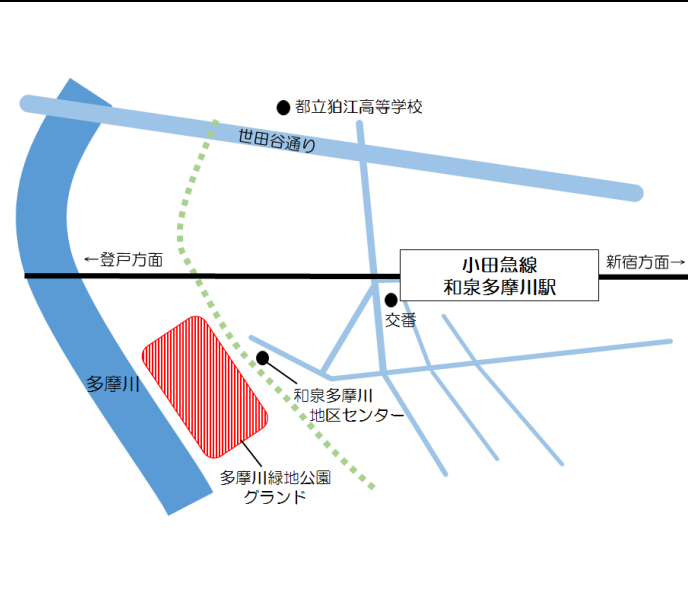 都立狛江高等学校
世田谷通り
←登戸方面
小田急線
和泉多摩川駅
新宿方面→
交番
多摩川
和泉多摩川
地区センター
多摩川緑地公園
グランド